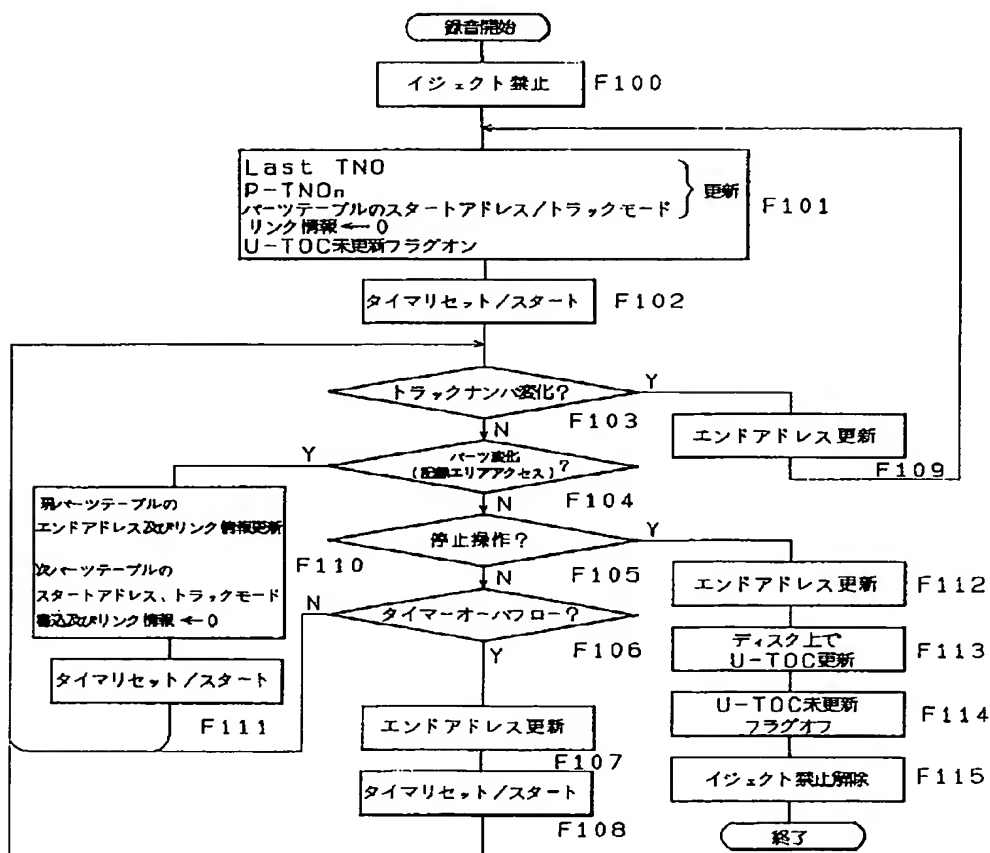 録音開始
イジェクト禁止
F100
Last TNO
P-TNOn
パーツテーブルのスタートアドレス/トラックモード
更新
リンク情報←0
U-TOC未更新フラグオン
F101
タイマリセット/スタート
F102
トラックナンバ変化?
Y
F103
N
エンドアドレス更新
F109
パーツ変化
(記録エリアアクセス)?
Y
F104
N
現パーツテーブルの
エンドアドレス及びリンク情報更新
次パーツテーブルの
スタートアドレス、トラックモード
書込及びリンク情報←0
F110
タイマリセット/スタート
F111
停止操作?
Y
F105
N
タイマーオーバフロー?
N
F106
Y
エンドアドレス更新
F107
タイマリセット/スタート
F108
エンドアドレス更新
F112
ディスク上で
U-TOC更新
F113
U-TOC未更新
フラグオフ
F114
イジェクト禁止解除
F115
終了